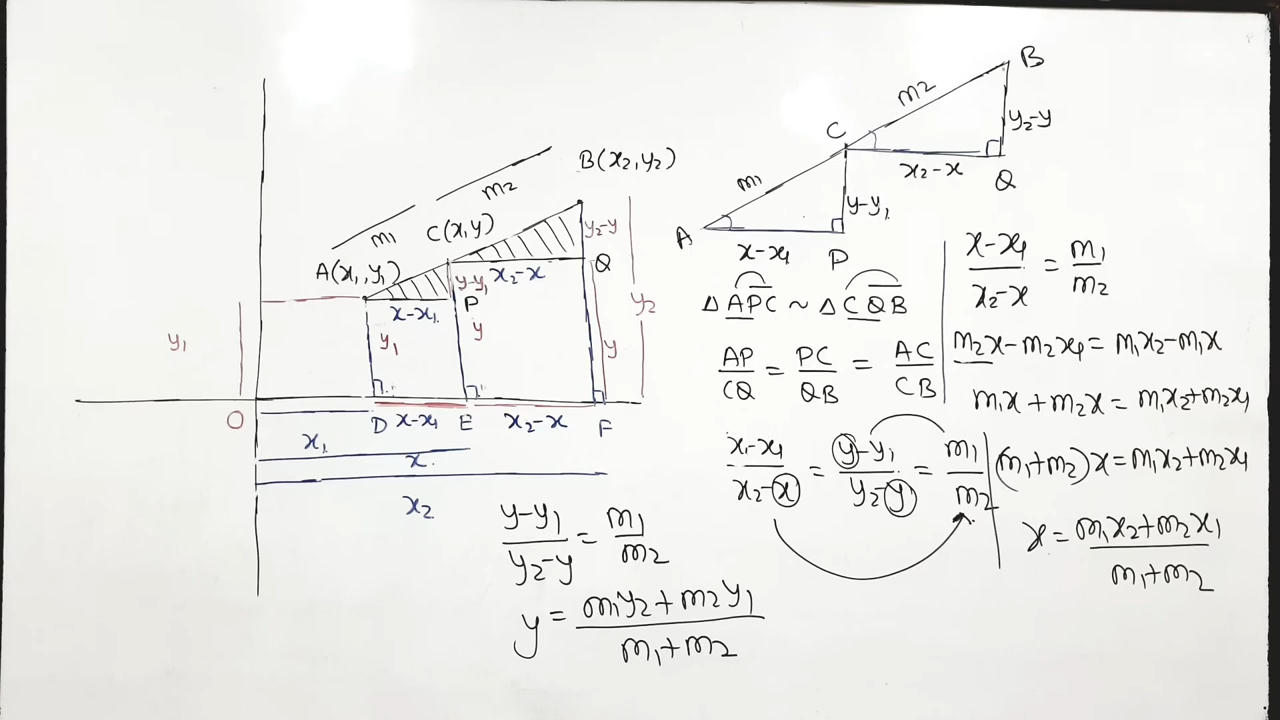 B(x₂,y₂)
m₂
m₁
C(x,y)
A(x₁,y₁)
y₂-y
Q
x₂-x
y-y₁
P
x-x₁
y₁
y₁
y
y
y₂
O
D
x-x₁
E
x₂-x
F
x₁
x
x₂
B
m₂
C
y₂-y
x₂-x
Q
m₁
y-y₁
A
x-x₁
P
△APC ~ △CQB
AP/CQ = PC/QB = AC/CB
x-x₁/x₂-x = y-y₁/y₂-y = m₁/m₂
y-y₁/y₂-y = m₁/m₂
y = m₁y₂+m₂y₁/m₁+m₂
x-x₁/x₂-x = m₁/m₂
m₂x-m₂x₁ = m₁x₂-m₁x
m₁x+m₂x = m₁x₂+m₂x₁
(m₁+m₂)x = m₁x₂+m₂x₁
x = m₁x₂+m₂x₁/m₁+m₂